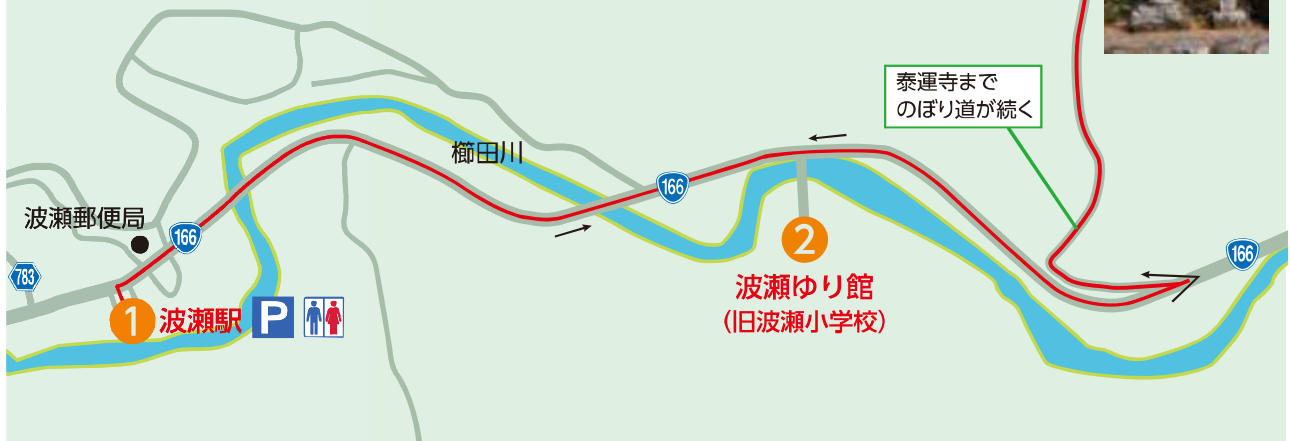 泰運寺まで
のぼり道が続く
櫛田川
166
166
波瀬郵便局
166
2
783
波瀬ゆり館
(旧波瀬小学校)
1 波瀬駅 P